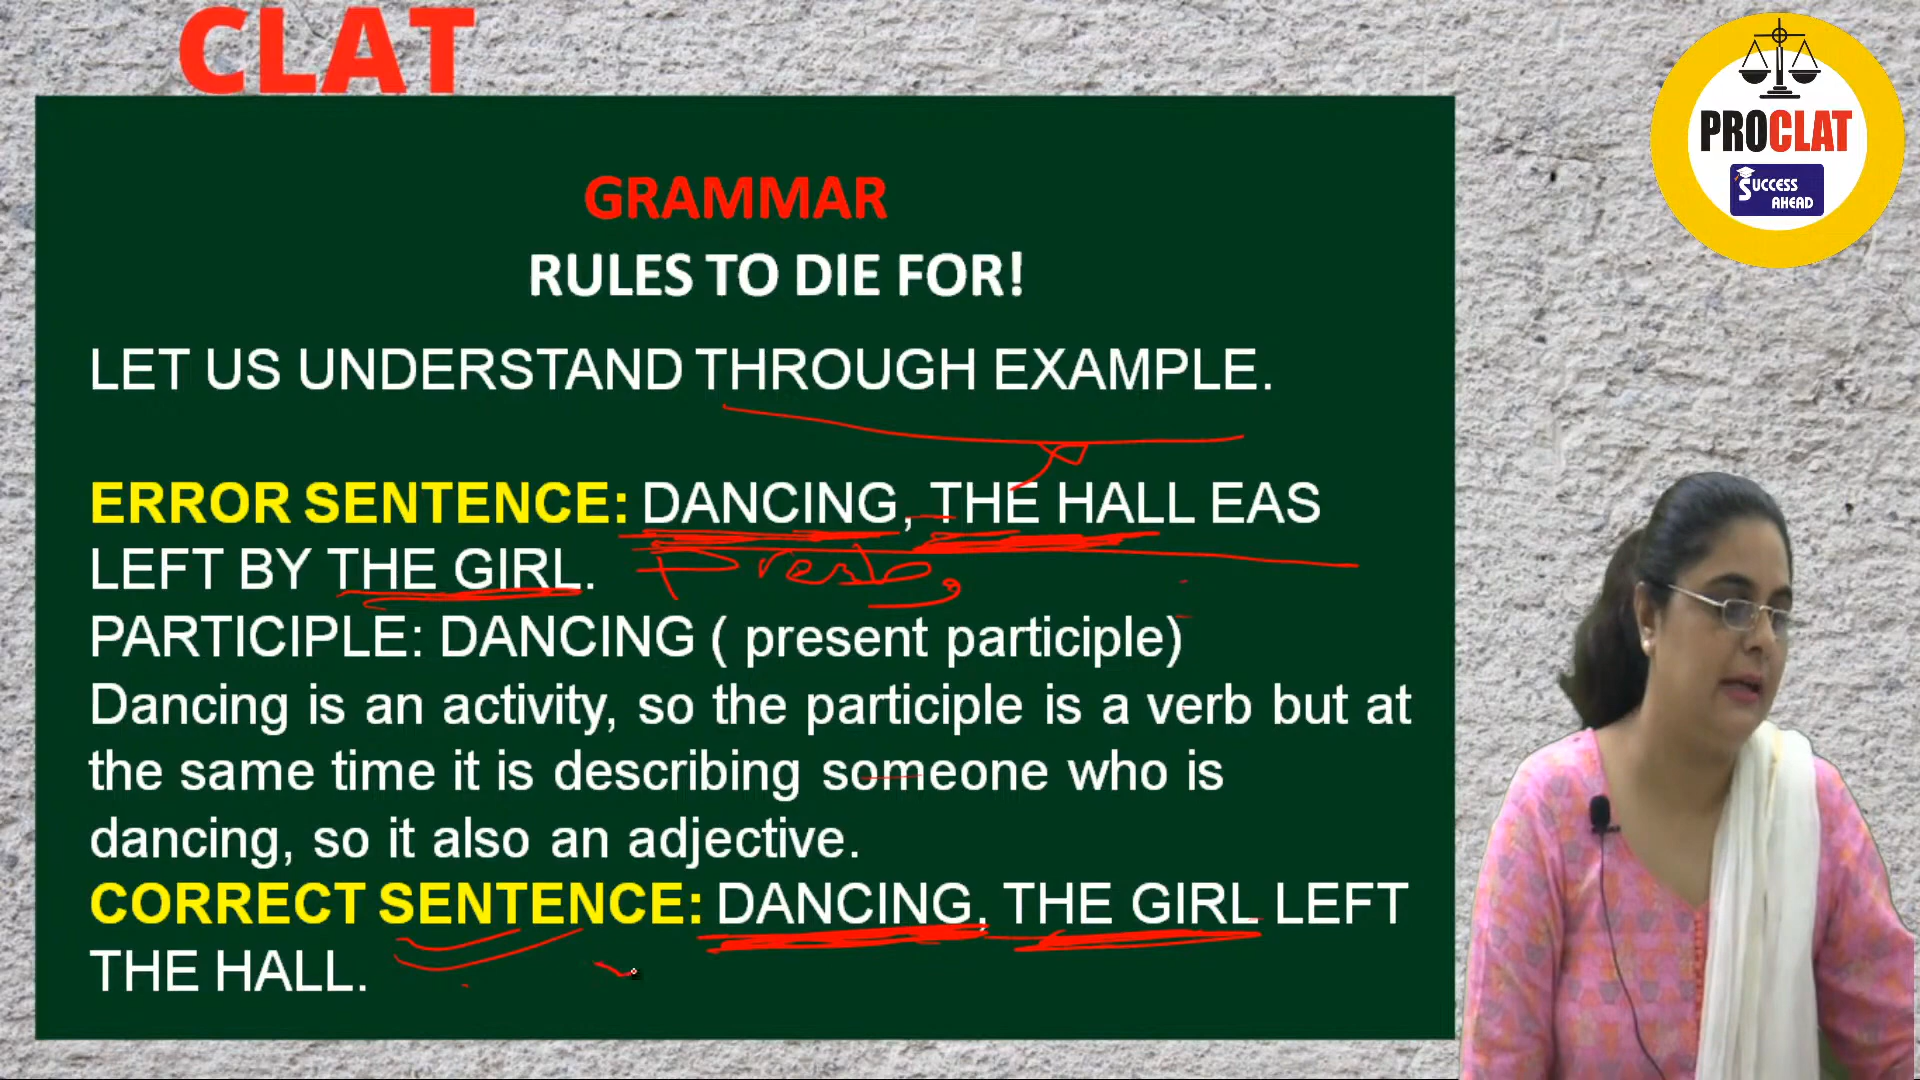 CLAT
PROCLAT
SUCCESS
AHEAD
GRAMMAR
RULES TO DIE FOR!
LET US UNDERSTAND THROUGH EXAMPLE.
ERROR SENTENCE: DANCING, THE HALL EAS
LEFT BY THE GIRL.
PARTICIPLE: DANCING ( present participle)
Dancing is an activity, so the participle is a verb but at
the same time it is describing someone who is
dancing, so it also an adjective.
CORRECT SENTENCE: DANCING, THE GIRL LEFT
THE HALL.